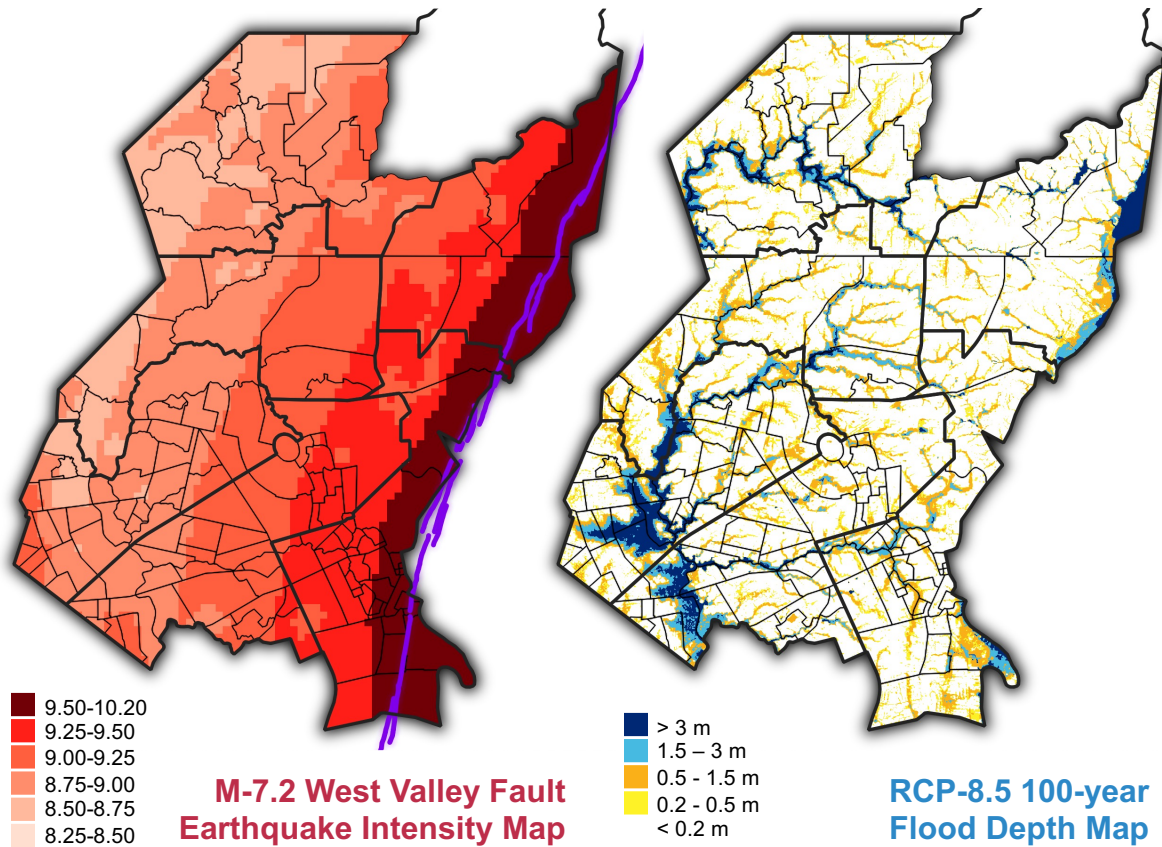 9.50-10.20
9.25-9.50
9.00-9.25
8.75-9.00
8.50-8.75
8.25-8.50
M-7.2 West Valley Fault
Earthquake Intensity Map
> 3 m
1.5 – 3 m
0.5 - 1.5 m
0.2 - 0.5 m
< 0.2 m
RCP-8.5 100-year
Flood Depth Map